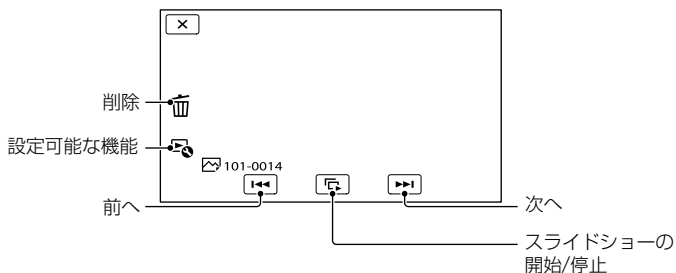 削除
設定可能な機能
101-0014
前へ
次へ
スライドショーの
開始/停止